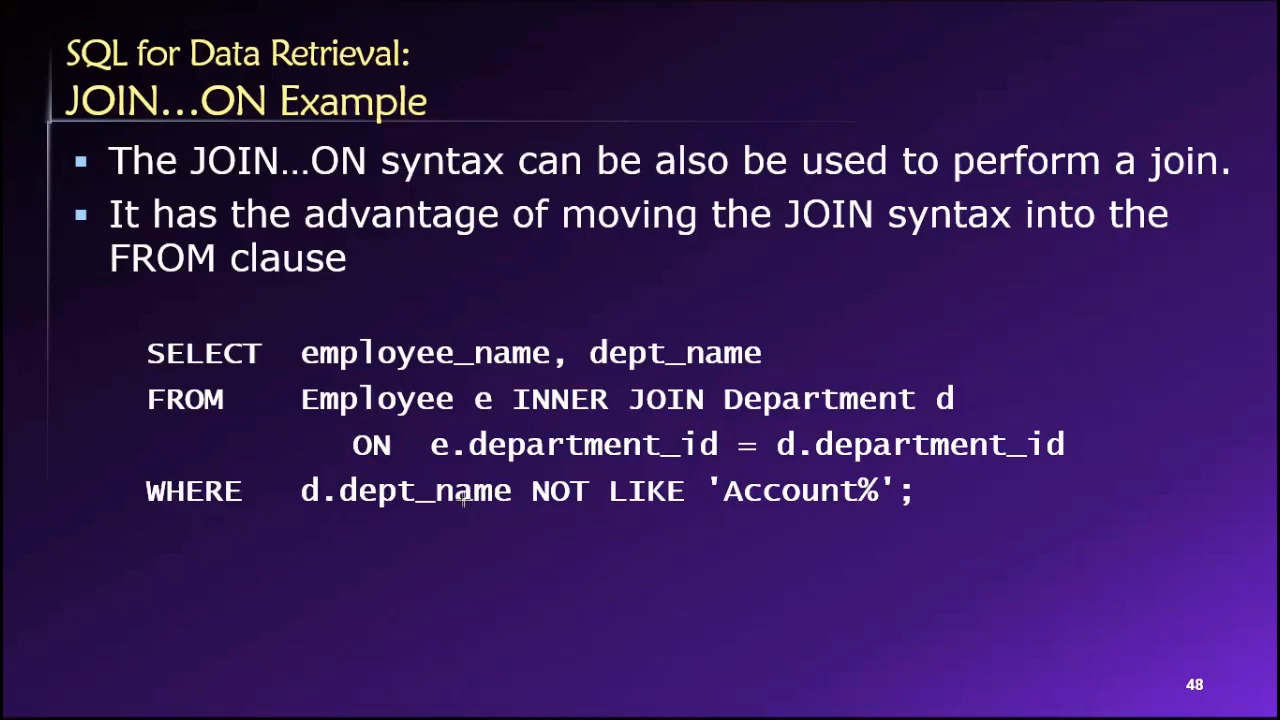 SQL for Data Retrieval:
JOIN…ON Example
▪ The JOIN…ON syntax can be also be used to perform a join.
▪ It has the advantage of moving the JOIN syntax into the
FROM clause
SELECT employee_name, dept_name
FROM Employee e INNER JOIN Department d
ON e.department_id = d.department_id
WHERE d.dept_name NOT LIKE 'Account%';
48